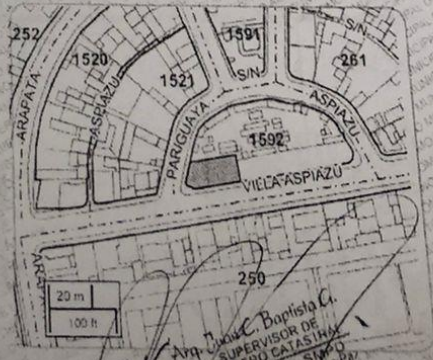 252
1520
1521
1591
S/N
S/N
261
ARAPATA
ASPIAZU
PARIGUAYA
ASPIAZU
1592
VILLA ASPIAZU
250
20 m
100 ft
Arq. C. Baptista G.
SUPERVISOR DE
CATASTRAL